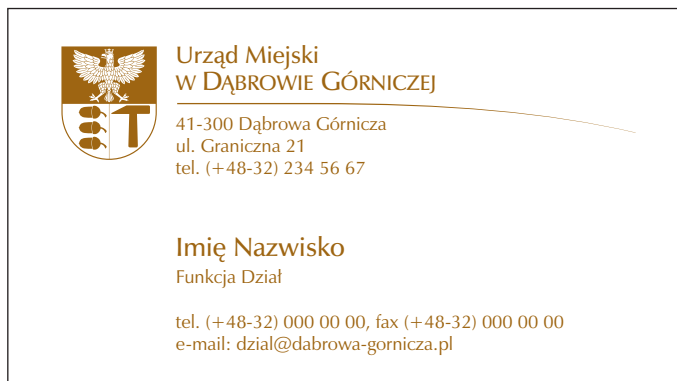 Urząd Miejski
w Dąbrowie Górniczej
41-300 Dąbrowa Górnicza
ul. Graniczna 21
tel. (+48-32) 234 56 67
Imię Nazwisko
Funkcja Dział
tel. (+48-32) 000 00 00, fax (+48-32) 000 00 00
e-mail: dzial@dabrowa-gornicza.pl